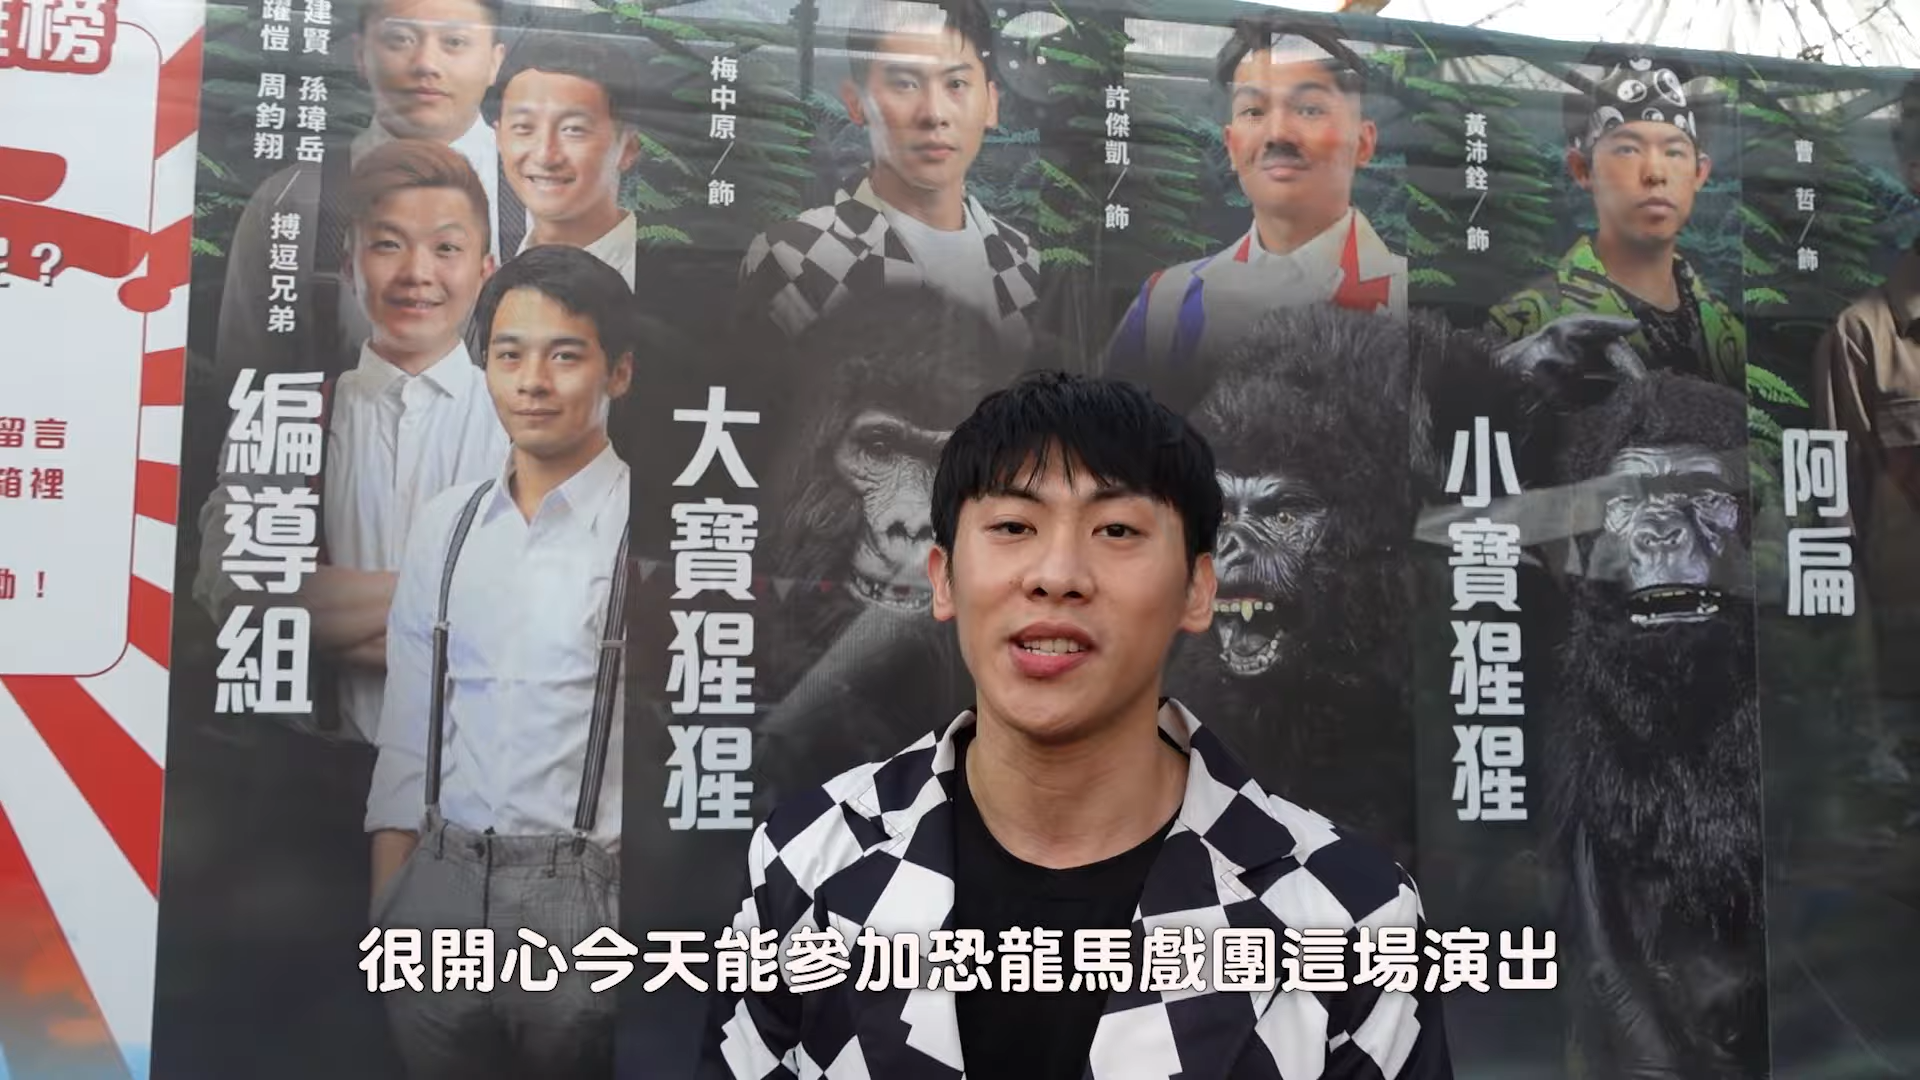 榜
？
留言
箱裡
！
建賢
躍愷
孫瑋岳
周鈞翔
／
搏逗兄弟
編導組
梅中原／飾
大寶猩猩
許傑凱／飾
黃沛銓／飾
小寶猩猩
曹哲／飾
阿扁
很開心今天能參加恐龍馬戲團這場演出